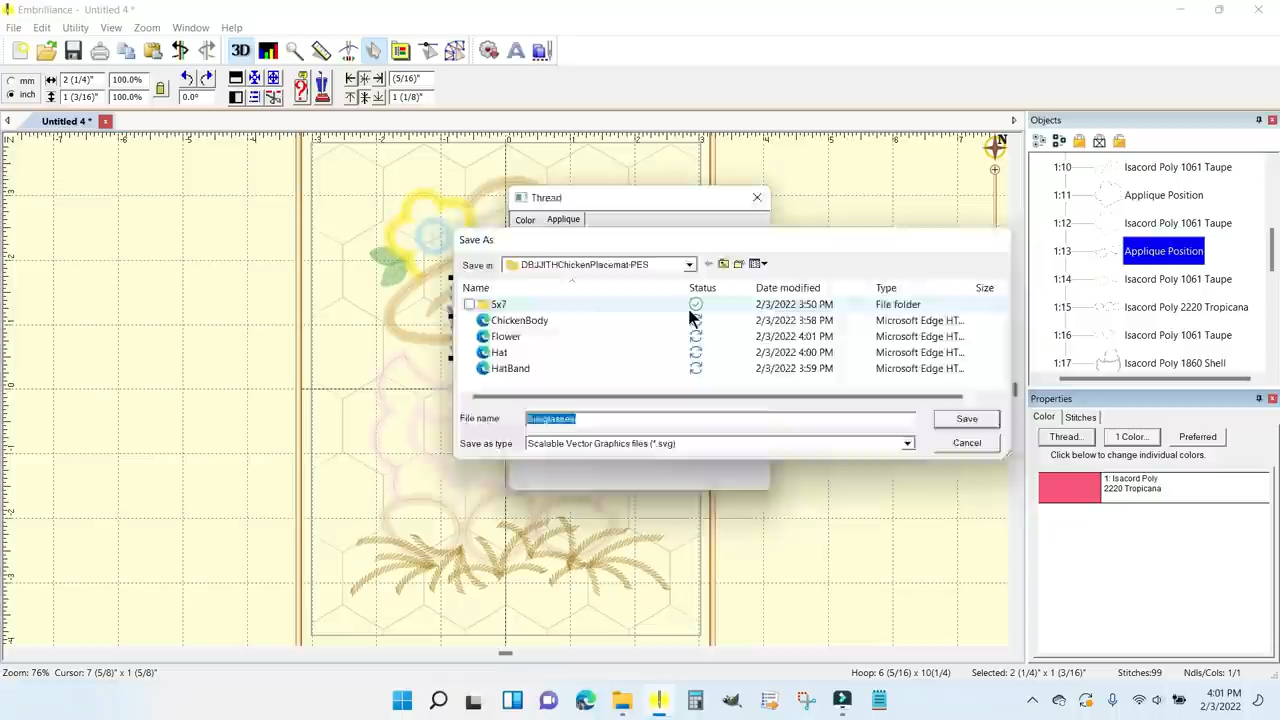 Embrilliance - Untitled 4 *
File Edit Utility View Zoom Window Help
3D
mm
inch
2 (1/4)" 100.0%
1 (3/16)" 100.0%
0.0°
(5/16)"
1 (1/8)"
Untitled 4 * x
Objects
1:10 Isacord Poly 1061 Taupe
1:11 Applique Position
1:12 Isacord Poly 1061 Taupe
1:13 Applique Position
1:14 Isacord Poly 1061 Taupe
1:15 Isacord Poly 2220 Tropicana
1:16 Isacord Poly 1061 Taupe
1:17 Isacord Poly 1860 Shell
Thread
Color Applique
Save As
Save in DBJJITHChickenPlacemat-PES
Name Status Date modified Type Size
2/3/2022 3:50 PM File folder
ChickenBody 2/3/2022 3:58 PM Microsoft Edge HT...
Flower 2/3/2022 4:01 PM Microsoft Edge HT...
Hat 2/3/2022 4:00 PM Microsoft Edge HT...
HatBand 2/3/2022 3:59 PM Microsoft Edge HT...
File name Save
Save as type Scalable Vector Graphics files (*.svg) Cancel
Properties
Color Stitches
Thread... 1 Color... Preferred
Click below to change individual colors.
1: Isacord Poly
2220 Tropicana
Zoom: 76% Cursor: 7 (5/8)" x 1 (5/8)" Hoop: 6 (5/16) x 10(1/4) Selected: 2 (1/4)" x 1 (3/16)" Stitches:99 Ndls/Cols: 1/1
4:01 PM
2/3/2022